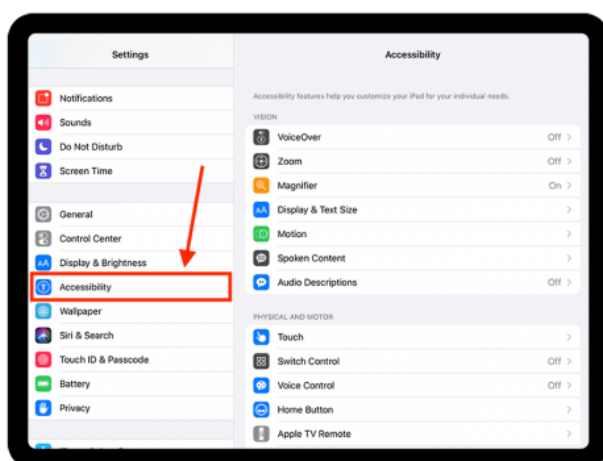 Settings
Notifications
Sounds
Do Not Disturb
Screen Time
General
Control Center
Display & Brightness
Accessibility
Wallpaper
Siri & Search
Touch ID & Passcode
Battery
Privacy
Accessibility
Accessibility features help you customize your iPad for your individual needs.
VISION
VoiceOver Off
Zoom Off
Magnifier On
Display & Text Size
Motion
Spoken Content
Audio Descriptions Off
PHYSICAL AND MOTOR
Touch
Switch Control Off
Voice Control Off
Home Button
Apple TV Remote